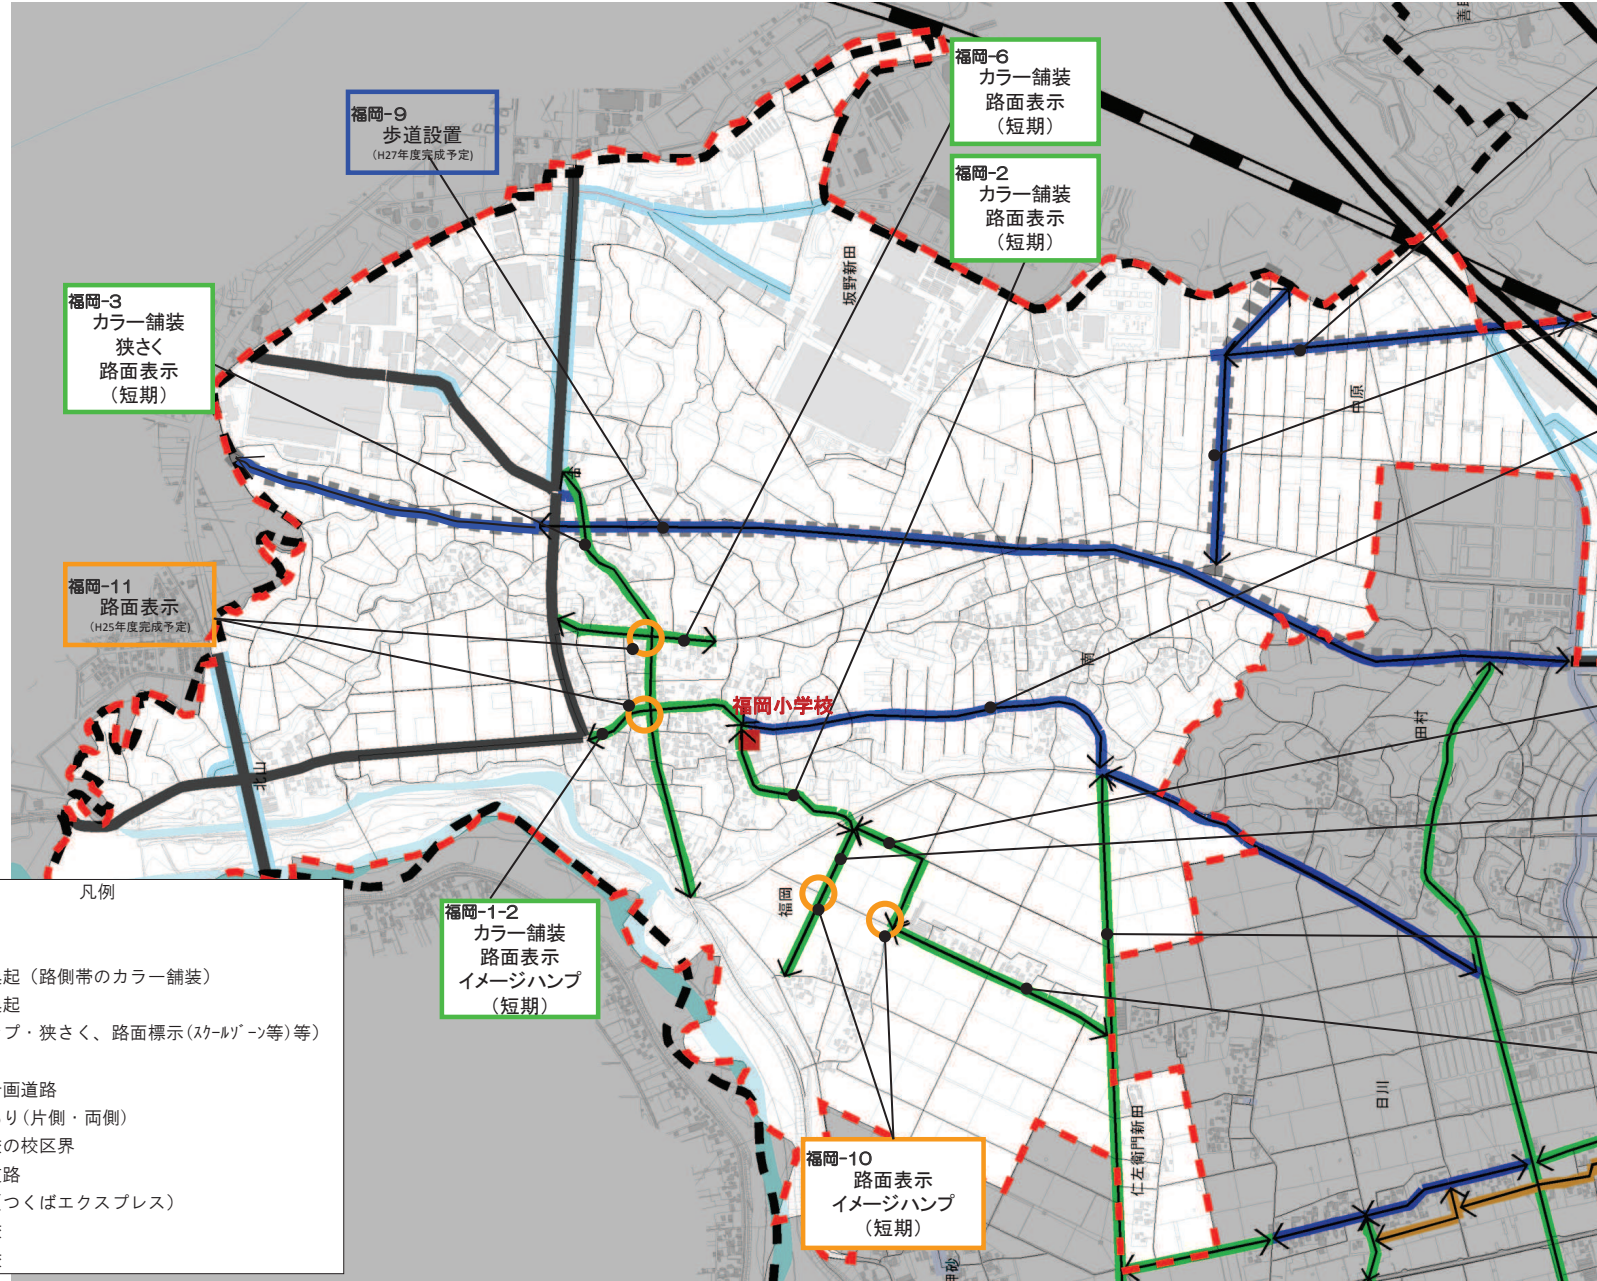 福岡-6
カラー舗装
路面表示
（短期）
福岡-9
歩道設置
（H27年度完成予定）
福岡-2
カラー舗装
路面表示
（短期）
坂野新田
福岡-3
カラー舗装
狭さく
路面表示
（短期）
中原
市
福岡-11
路面表示
（H25年度完成予定）
南
福岡小学校
田村
北山
福岡
凡例
起（路側帯のカラー舗装）
起
プ・狭さく、路面標示(ｽｸｰﾙｿﾞｰﾝ等)等）
画道路
り(片側・両側)
の校区界
路
つくばエクスプレス）
福岡-1-2
カラー舗装
路面表示
イメージハンプ
（短期）
日川
仁左衛門新田
福岡-10
路面表示
イメージハンプ
（短期）